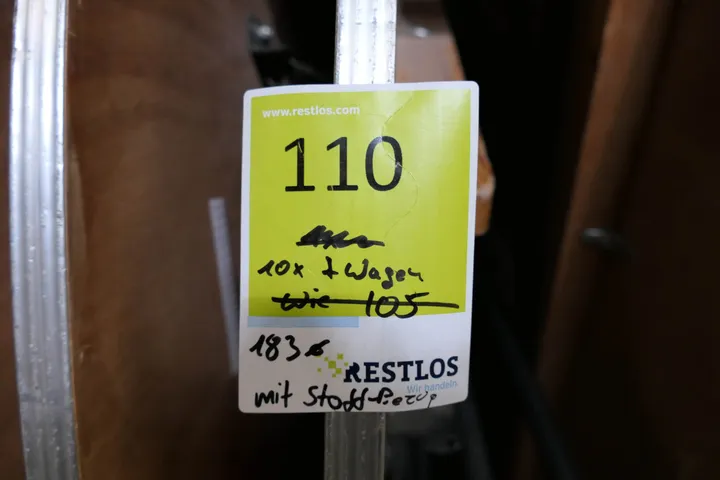 www.restlos.com
110
10x + Wagen
wie 105
183
RESTLOS
Wir handeln.
mit Stoff-Bezug